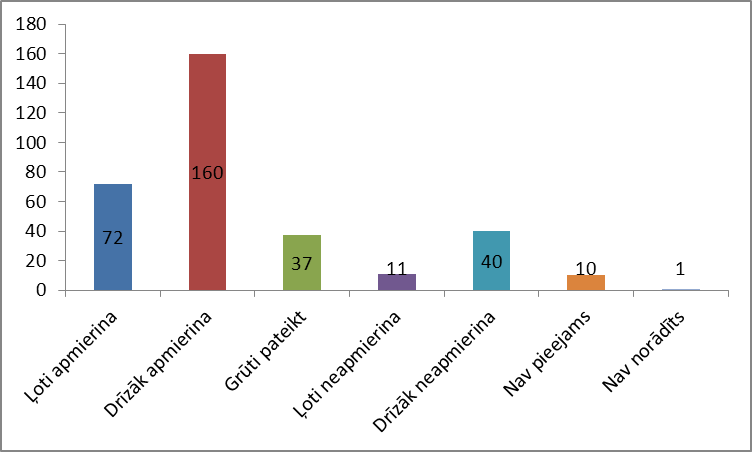 180
160
140
120
100
80
60
40
20
0
72
160
37
11
40
10
1
Ļoti apmierina
Drīzāk apmierina
Grūti pateikt
Ļoti neapmierina
Drīzāk neapmierina
Nav pieejams
Nav norādīts